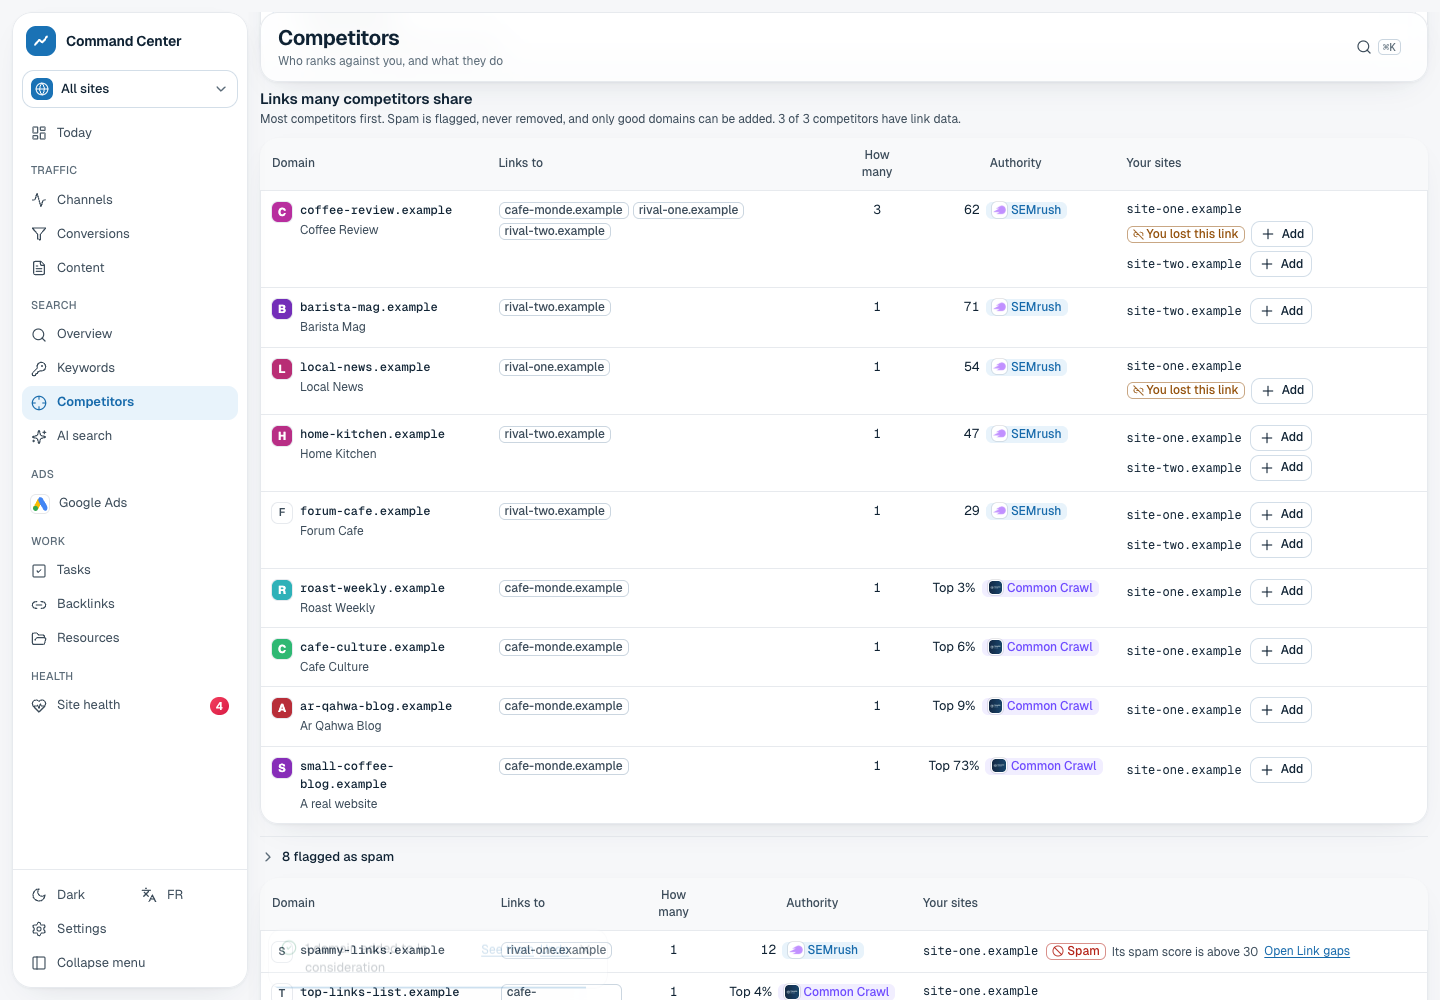 Command Center
All sites
Today
TRAFFIC
Channels
Conversions
Content
SEARCH
Overview
Keywords
Competitors
AI search
ADS
Google Ads
WORK
Tasks
Backlinks
Resources
HEALTH
Site health 4
Dark FR
Settings
Collapse menu
Competitors
Who ranks against you, and what they do
⌘K
Links many competitors share
Most competitors first. Spam is flagged, never removed, and only good domains can be added. 3 of 3 competitors have link data.
Domain Links to How many Authority Your sites
C coffee-review.example cafe-monde.example rival-one.example 3 62 SEMrush site-one.example
Coffee Review rival-two.example You lost this link Add
site-two.example Add
B barista-mag.example rival-two.example 1 71 SEMrush site-two.example Add
Barista Mag
L local-news.example rival-one.example 1 54 SEMrush site-one.example
Local News You lost this link Add
H home-kitchen.example rival-two.example 1 47 SEMrush site-one.example Add
Home Kitchen site-two.example Add
F forum-cafe.example rival-two.example 1 29 SEMrush site-one.example Add
Forum Cafe site-two.example Add
R roast-weekly.example cafe-monde.example 1 Top 3% Common Crawl site-one.example Add
Roast Weekly
C cafe-culture.example cafe-monde.example 1 Top 6% Common Crawl site-one.example Add
Cafe Culture
A ar-qahwa-blog.example cafe-monde.example 1 Top 9% Common Crawl site-one.example Add
Ar Qahwa Blog
S small-coffee- cafe-monde.example 1 Top 73% Common Crawl site-one.example Add
blog.example
A real website
8 flagged as spam
Domain Links to How many Authority Your sites
S spammy-links.example rival-one.example 1 12 SEMrush site-one.example Spam Its spam score is above 30 Open Link gaps
See
consideration
T top-links-list.example cafe- 1 Top 4% Common Crawl site-one.example